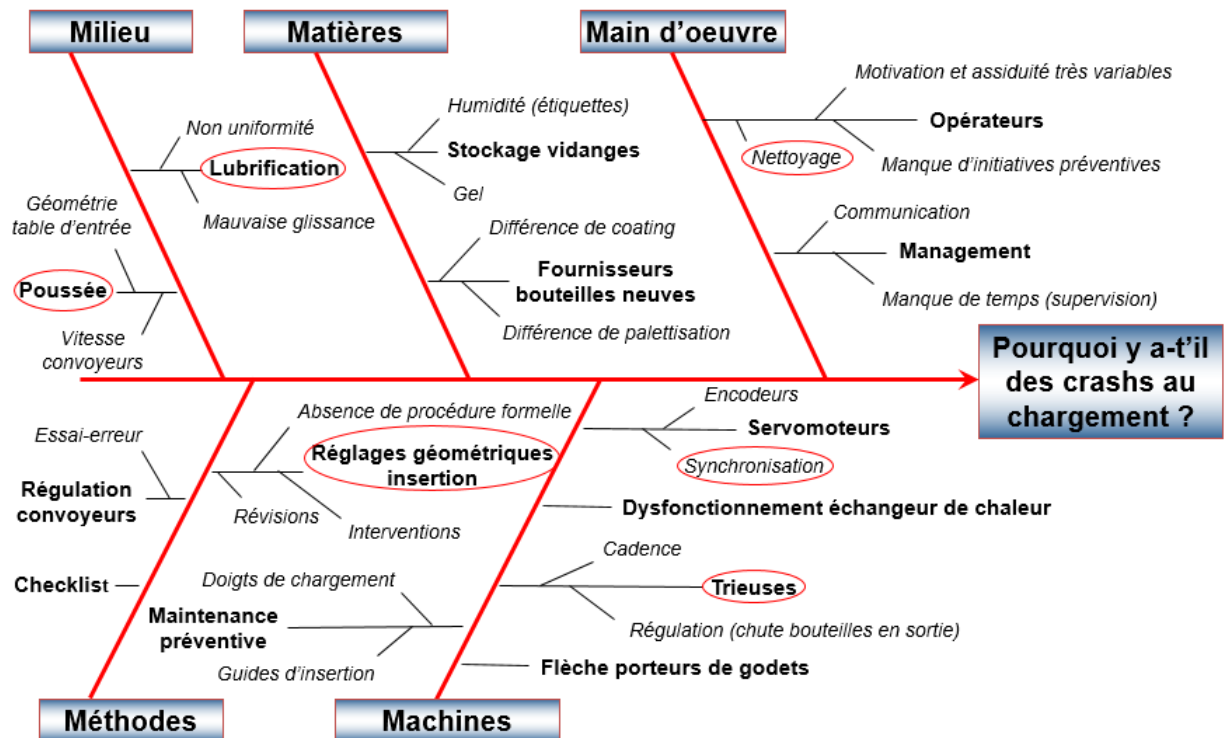 Milieu
Matières
Main d'oeuvre
Non uniformité
Lubrification
Mauvaise glissance
Géométrie
table d'entrée
Poussée
Vitesse
convoyeurs
Humidité (étiquettes)
Stockage vidanges
Gel
Différence de coating
Fournisseurs
bouteilles neuves
Différence de palettisation
Motivation et assiduité très variables
Opérateurs
Nettoyage
Manque d'initiatives préventives
Communication
Management
Manque de temps (supervision)
Pourquoi y a-t'il
des crashs au
chargement ?
Essai-erreur
Régulation
convoyeurs
Checklist
Absence de procédure formelle
Réglages géométriques
insertion
Révisions
Interventions
Doigts de chargement
Maintenance
préventive
Guides d'insertion
Encodeurs
Servomoteurs
Synchronisation
Dysfonctionnement échangeur de chaleur
Cadence
Trieuses
Régulation (chute bouteilles en sortie)
Flèche porteurs de godets
Méthodes
Machines